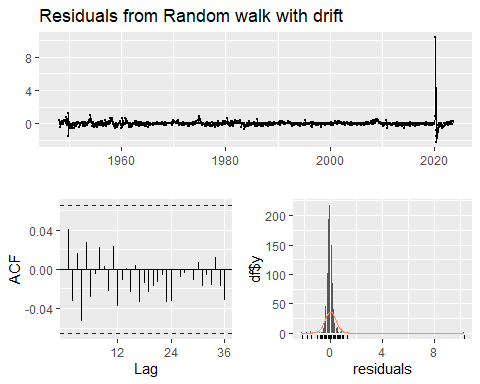 Residuals from Random walk with drift
8
4
0
1960 1980 2000 2020
0.04
0.00
-0.04
ACF
12 24 36
Lag
200
150
100
50
0
df$y
0 4 8
residuals